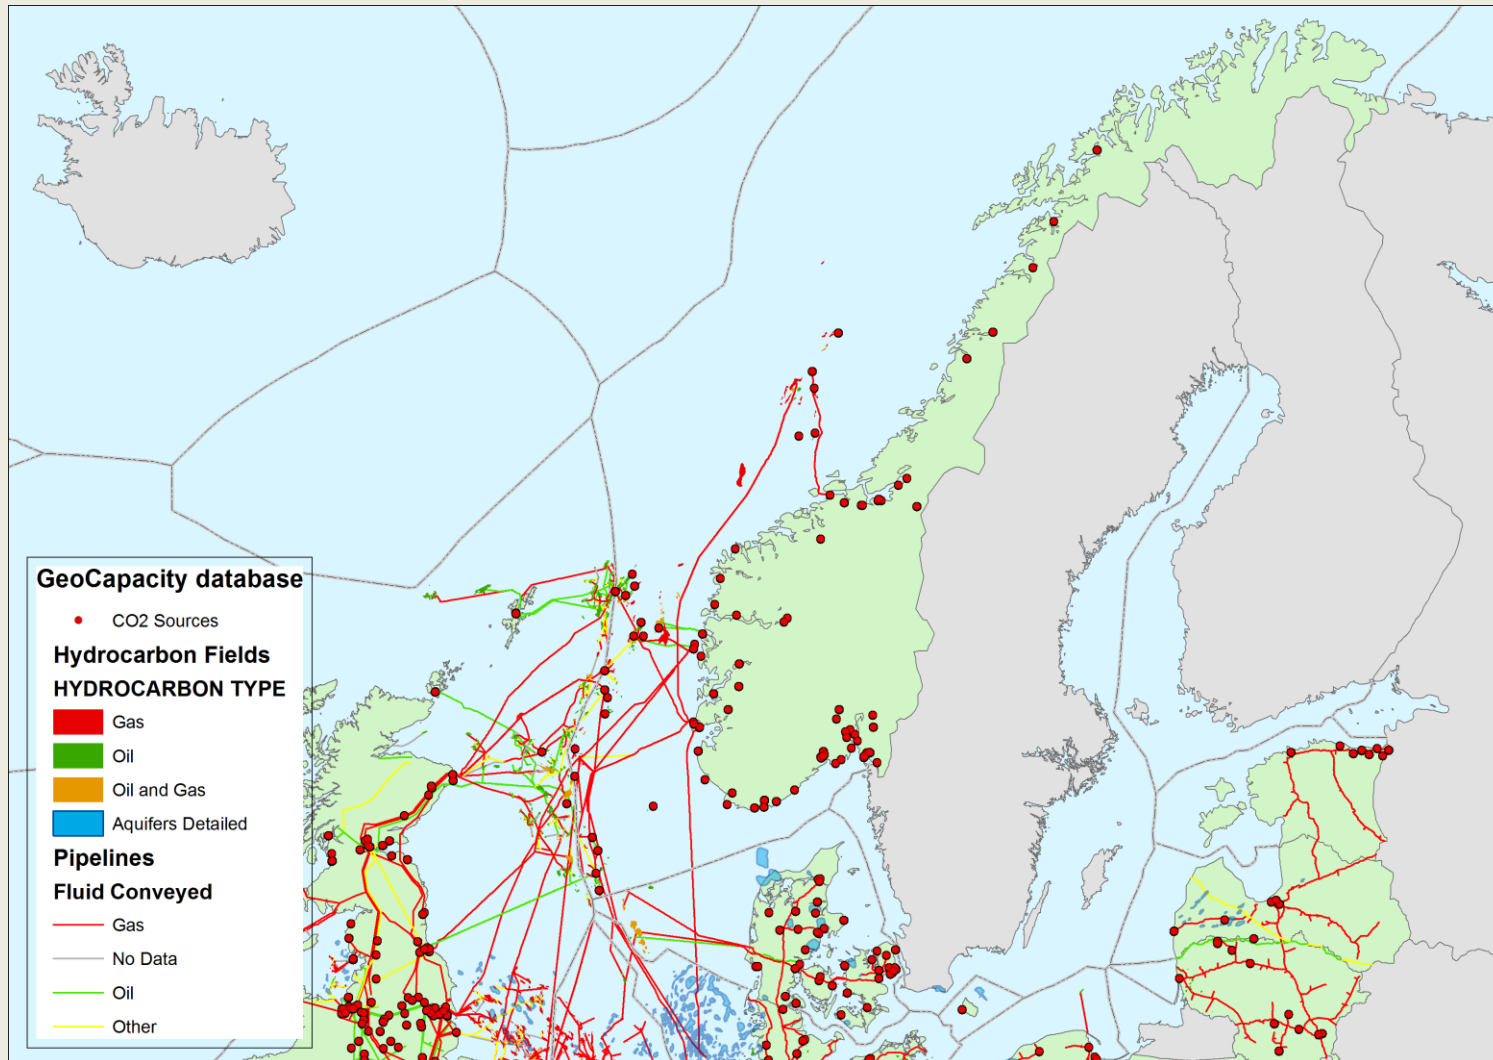 GeoCapacity database
CO2 Sources
Hydrocarbon Fields
HYDROCARBON TYPE
Gas
Oil
Oil and Gas
Aquifers Detailed
Pipelines
Fluid Conveyed
Gas
No Data
Oil
Other